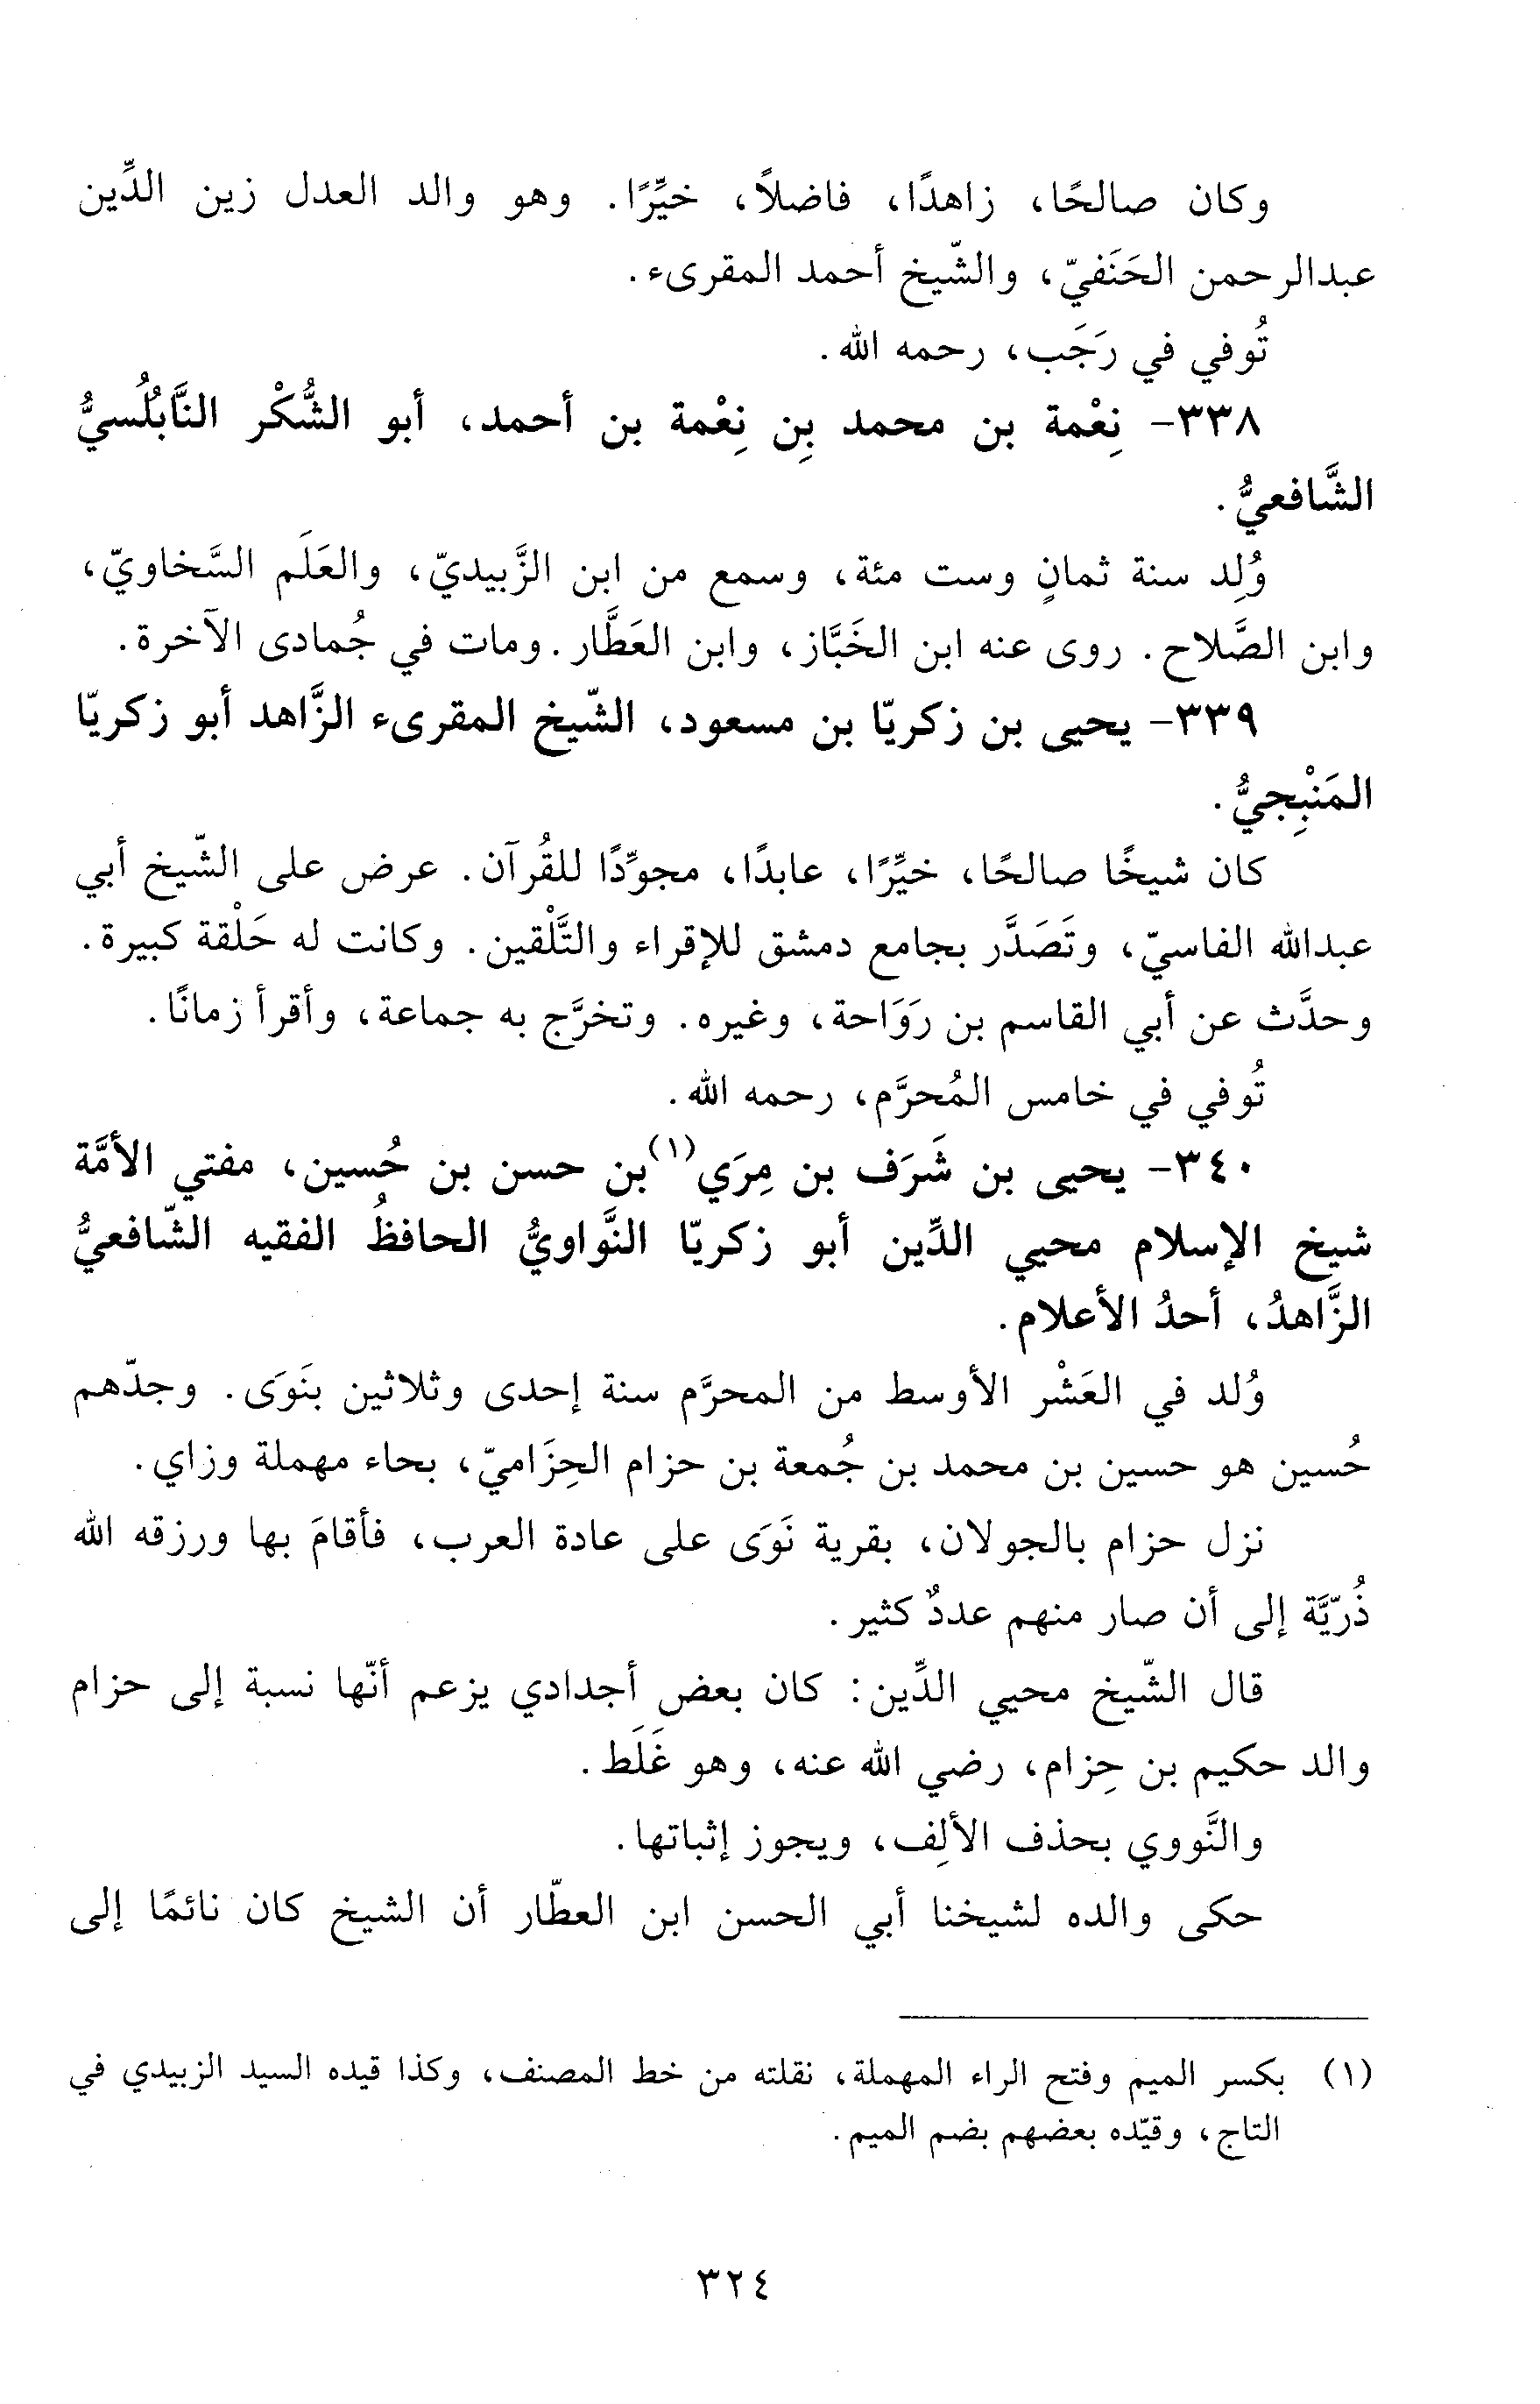 وكان صالحًا، زاهدًا، فاضلاً، خيِّرًا. وهو والد العدل زين الدِّين
عبدالرحمن الحَنَفيّ، والشّيخ أحمد المقرىء.
تُوفي في رَجَب، رحمه الله.
٣٣٨- نِعْمة بن محمد بِن نِعْمة بن أحمد، أبو الشُّكْر النَّابُلُسيُّ
الشَّافعيُّ.
وُلِد سنة ثمانٍ وست مئة، وسمع من ابن الزَّبيديّ، والعَلَم السَّخاويّ،
وابن الصَّلاح. روى عنه ابن الخَبَّاز، وابن العَطَّار. ومات في جُمادى الآخرة.
٣٣٩- يحيى بن زكريّا بن مسعود، الشّيخ المقرىء الزَّاهد أبو زكريّا
المَنْبِجيُّ.
كان شيخًا صالحًا، خيِّرًا، عابدًا، مجوِّدًا للقُرآن. عرض على الشّيخ أبي
عبدالله الفاسيّ، وتَصَدَّر بجامع دمشق للإقراء والتَّلْقين. وكانت له حَلْقة كبيرة.
وحدَّث عن أبي القاسم بن رَوَاحة، وغيره. وتخرَّج به جماعة، وأقرأ زمانًا.
تُوفي في خامس المُحرَّم، رحمه الله.
٣٤٠- يحيى بن شَرَف بن مِرَي(١) بن حسن بن حُسين، مفتي الأمَّة
شيخ الإسلام محيي الدِّين أبو زكريّا النَّواويُّ الحافظُ الفقيه الشّافعيُّ
الزَّاهدُ، أحدُ الأعلام.
وُلد في العَشْر الأوسط من المحرَّم سنة إحدى وثلاثين بنَوَى. وجدّهم
حُسين هو حسين بن محمد بن جُمعة بن حزام الحِزَاميّ، بحاء مهملة وزاي.
نزل حزام بالجولان، بقرية نَوَى على عادة العرب، فأقامَ بها ورزقه الله
ذُرّيَّة إلى أن صار منهم عددٌ كثير.
قال الشّيخ محيي الدِّين: كان بعض أجدادي يزعم أنّها نسبة إلى حزام
والد حكيم بن حِزام، رضي الله عنه، وهو غَلَط.
والنَّووي بحذف الألِف، ويجوز إثباتها.
حكى والده لشيخنا أبي الحسن ابن العطّار أن الشيخ كان نائمًا إلى
(١) بكسر الميم وفتح الراء المهملة، نقلته من خط المصنف، وكذا قيده السيد الزبيدي في
التاج، وقيّده بعضهم بضم الميم.
٣٢٤